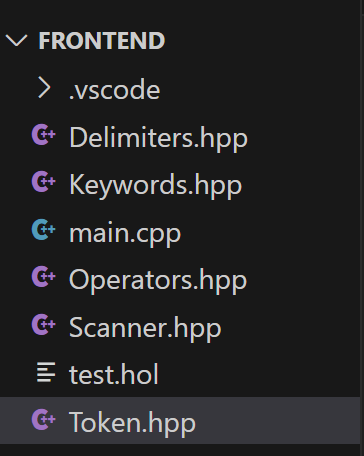 FRONTEND
.vscode
Delimiters.hpp
Keywords.hpp
main.cpp
Operators.hpp
Scanner.hpp
test.hol
Token.hpp